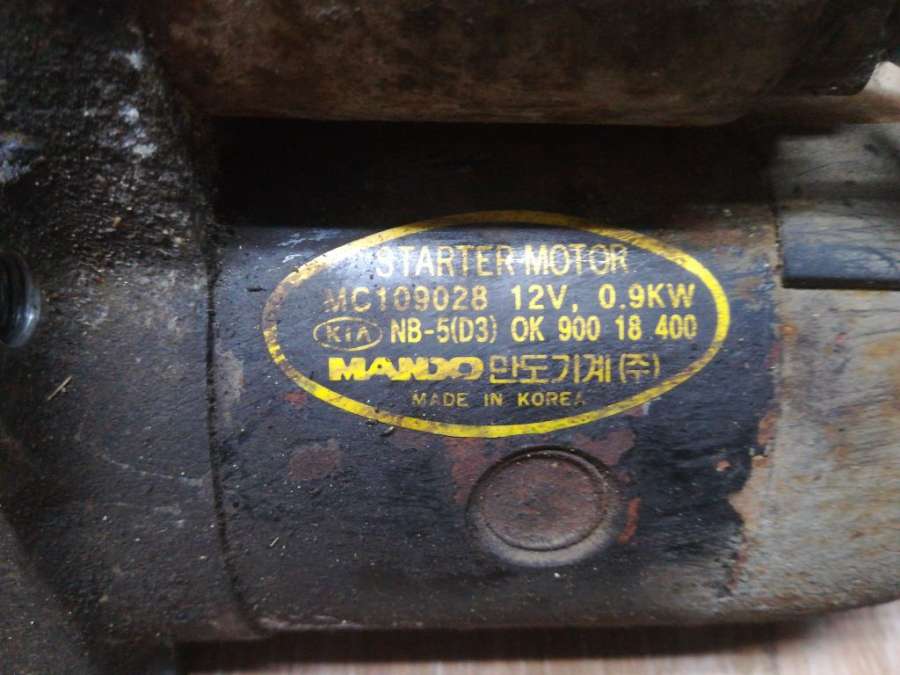 STARTER MOTOR
MC109028 12V, 0.9KW
KIA NB-5(D3) OK 900 18 400
MANDO 만도기계(주)
MADE IN KOREA